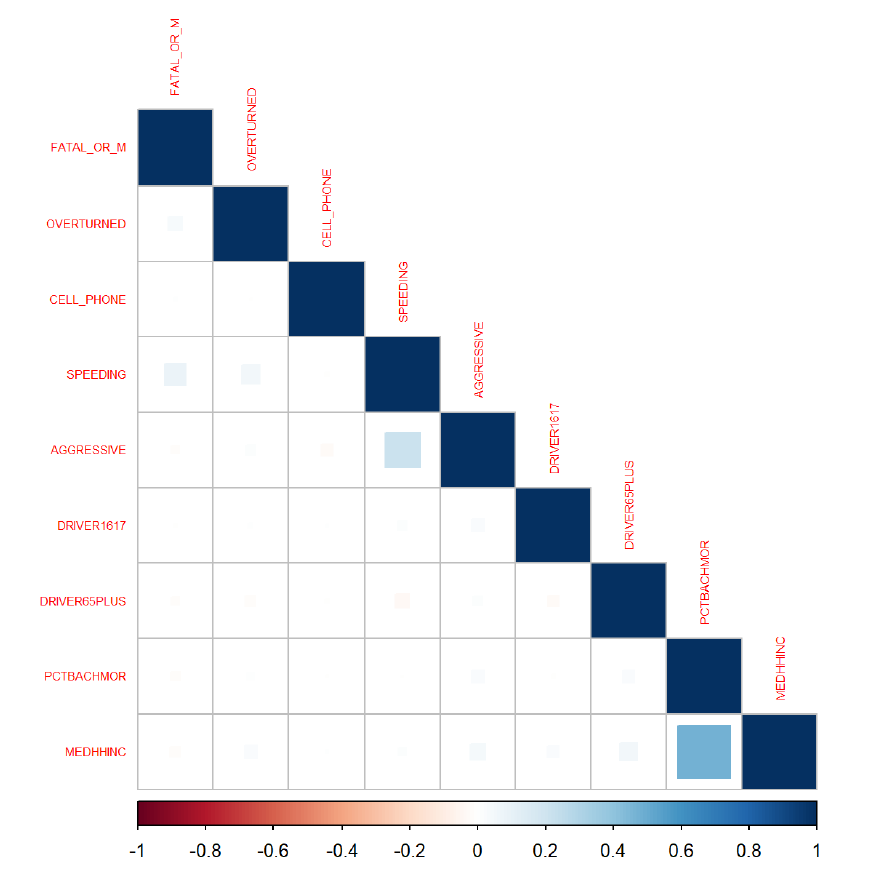 FATAL_OR_M
OVERTURNED
CELL_PHONE
SPEEDING
AGGRESSIVE
DRIVER1617
DRIVER65PLUS
PCTBACHMOR
MEDHHINC
FATAL_OR_M
OVERTURNED
CELL_PHONE
SPEEDING
AGGRESSIVE
DRIVER1617
DRIVER65PLUS
PCTBACHMOR
MEDHHINC
-1 -0.8 -0.6 -0.4 -0.2 0 0.2 0.4 0.6 0.8 1